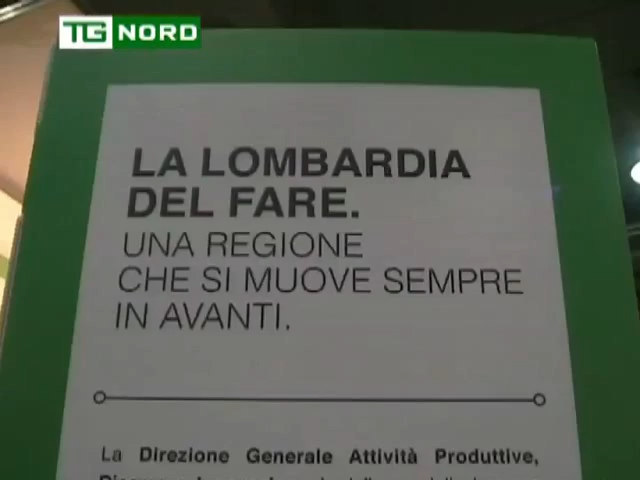 TG NORD
LA LOMBARDIA
DEL FARE.
UNA REGIONE
CHE SI MUOVE SEMPRE
IN AVANTI.
La Direzione Generale Attività Produttive,